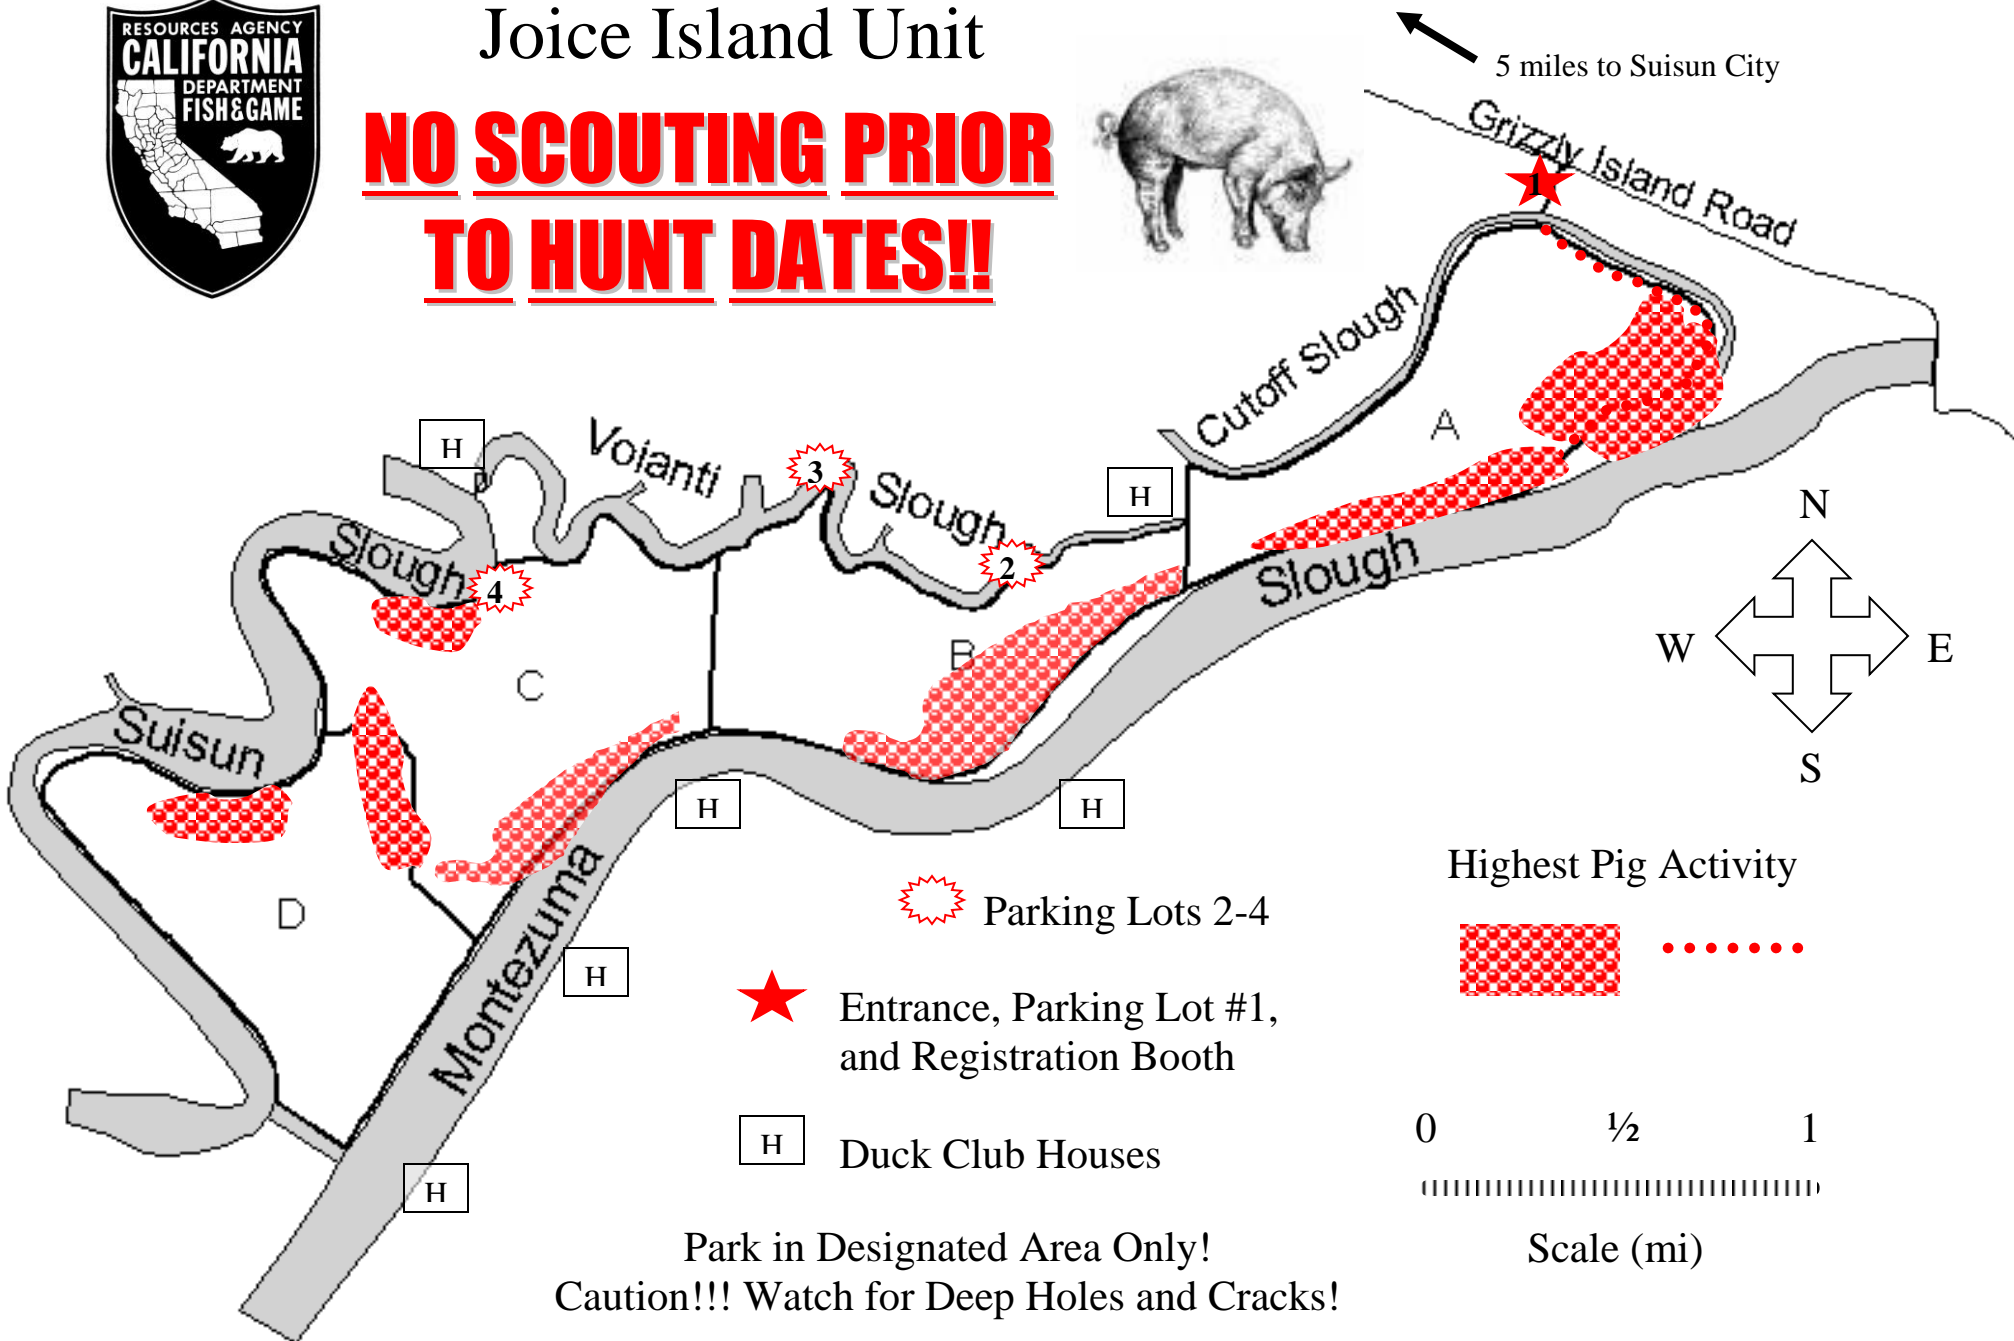 RESOURCES AGENCY
CALIFORNIA
DEPARTMENT
FISH & GAME
Joice Island Unit
NO SCOUTING PRIOR
TO HUNT DATES!!
5 miles to Suisun City
Grizzly Island Road
1
Cutoff Slough
A
H
Volanti
3
Slough
H
2
Slough
4
Slough
B
C
Suisun
H
H
D
Montezuma
H
H
N
W
E
S
Highest Pig Activity
Parking Lots 2-4
Entrance, Parking Lot #1,
and Registration Booth
H
Duck Club Houses
0 ½ 1
Scale (mi)
Park in Designated Area Only!
Caution!!! Watch for Deep Holes and Cracks!